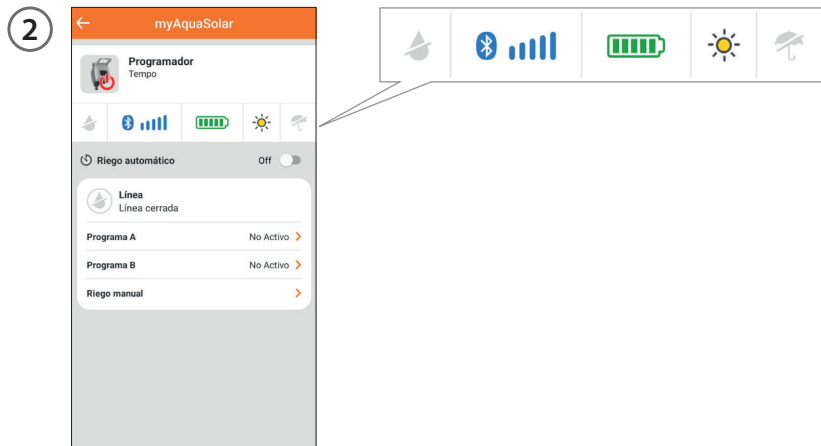 2
myAquaSolar
Programador
Tempo
Riego automático Off
Línea
Línea cerrada
Programa A No Activo
Programa B No Activo
Riego manual